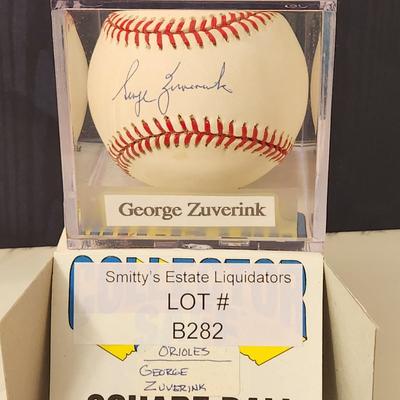 George Zuverink
George Zuverink
Smitty's Estate Liquidators
LOT #
B282
ORIOLES
GEORGE
ZUVERINK